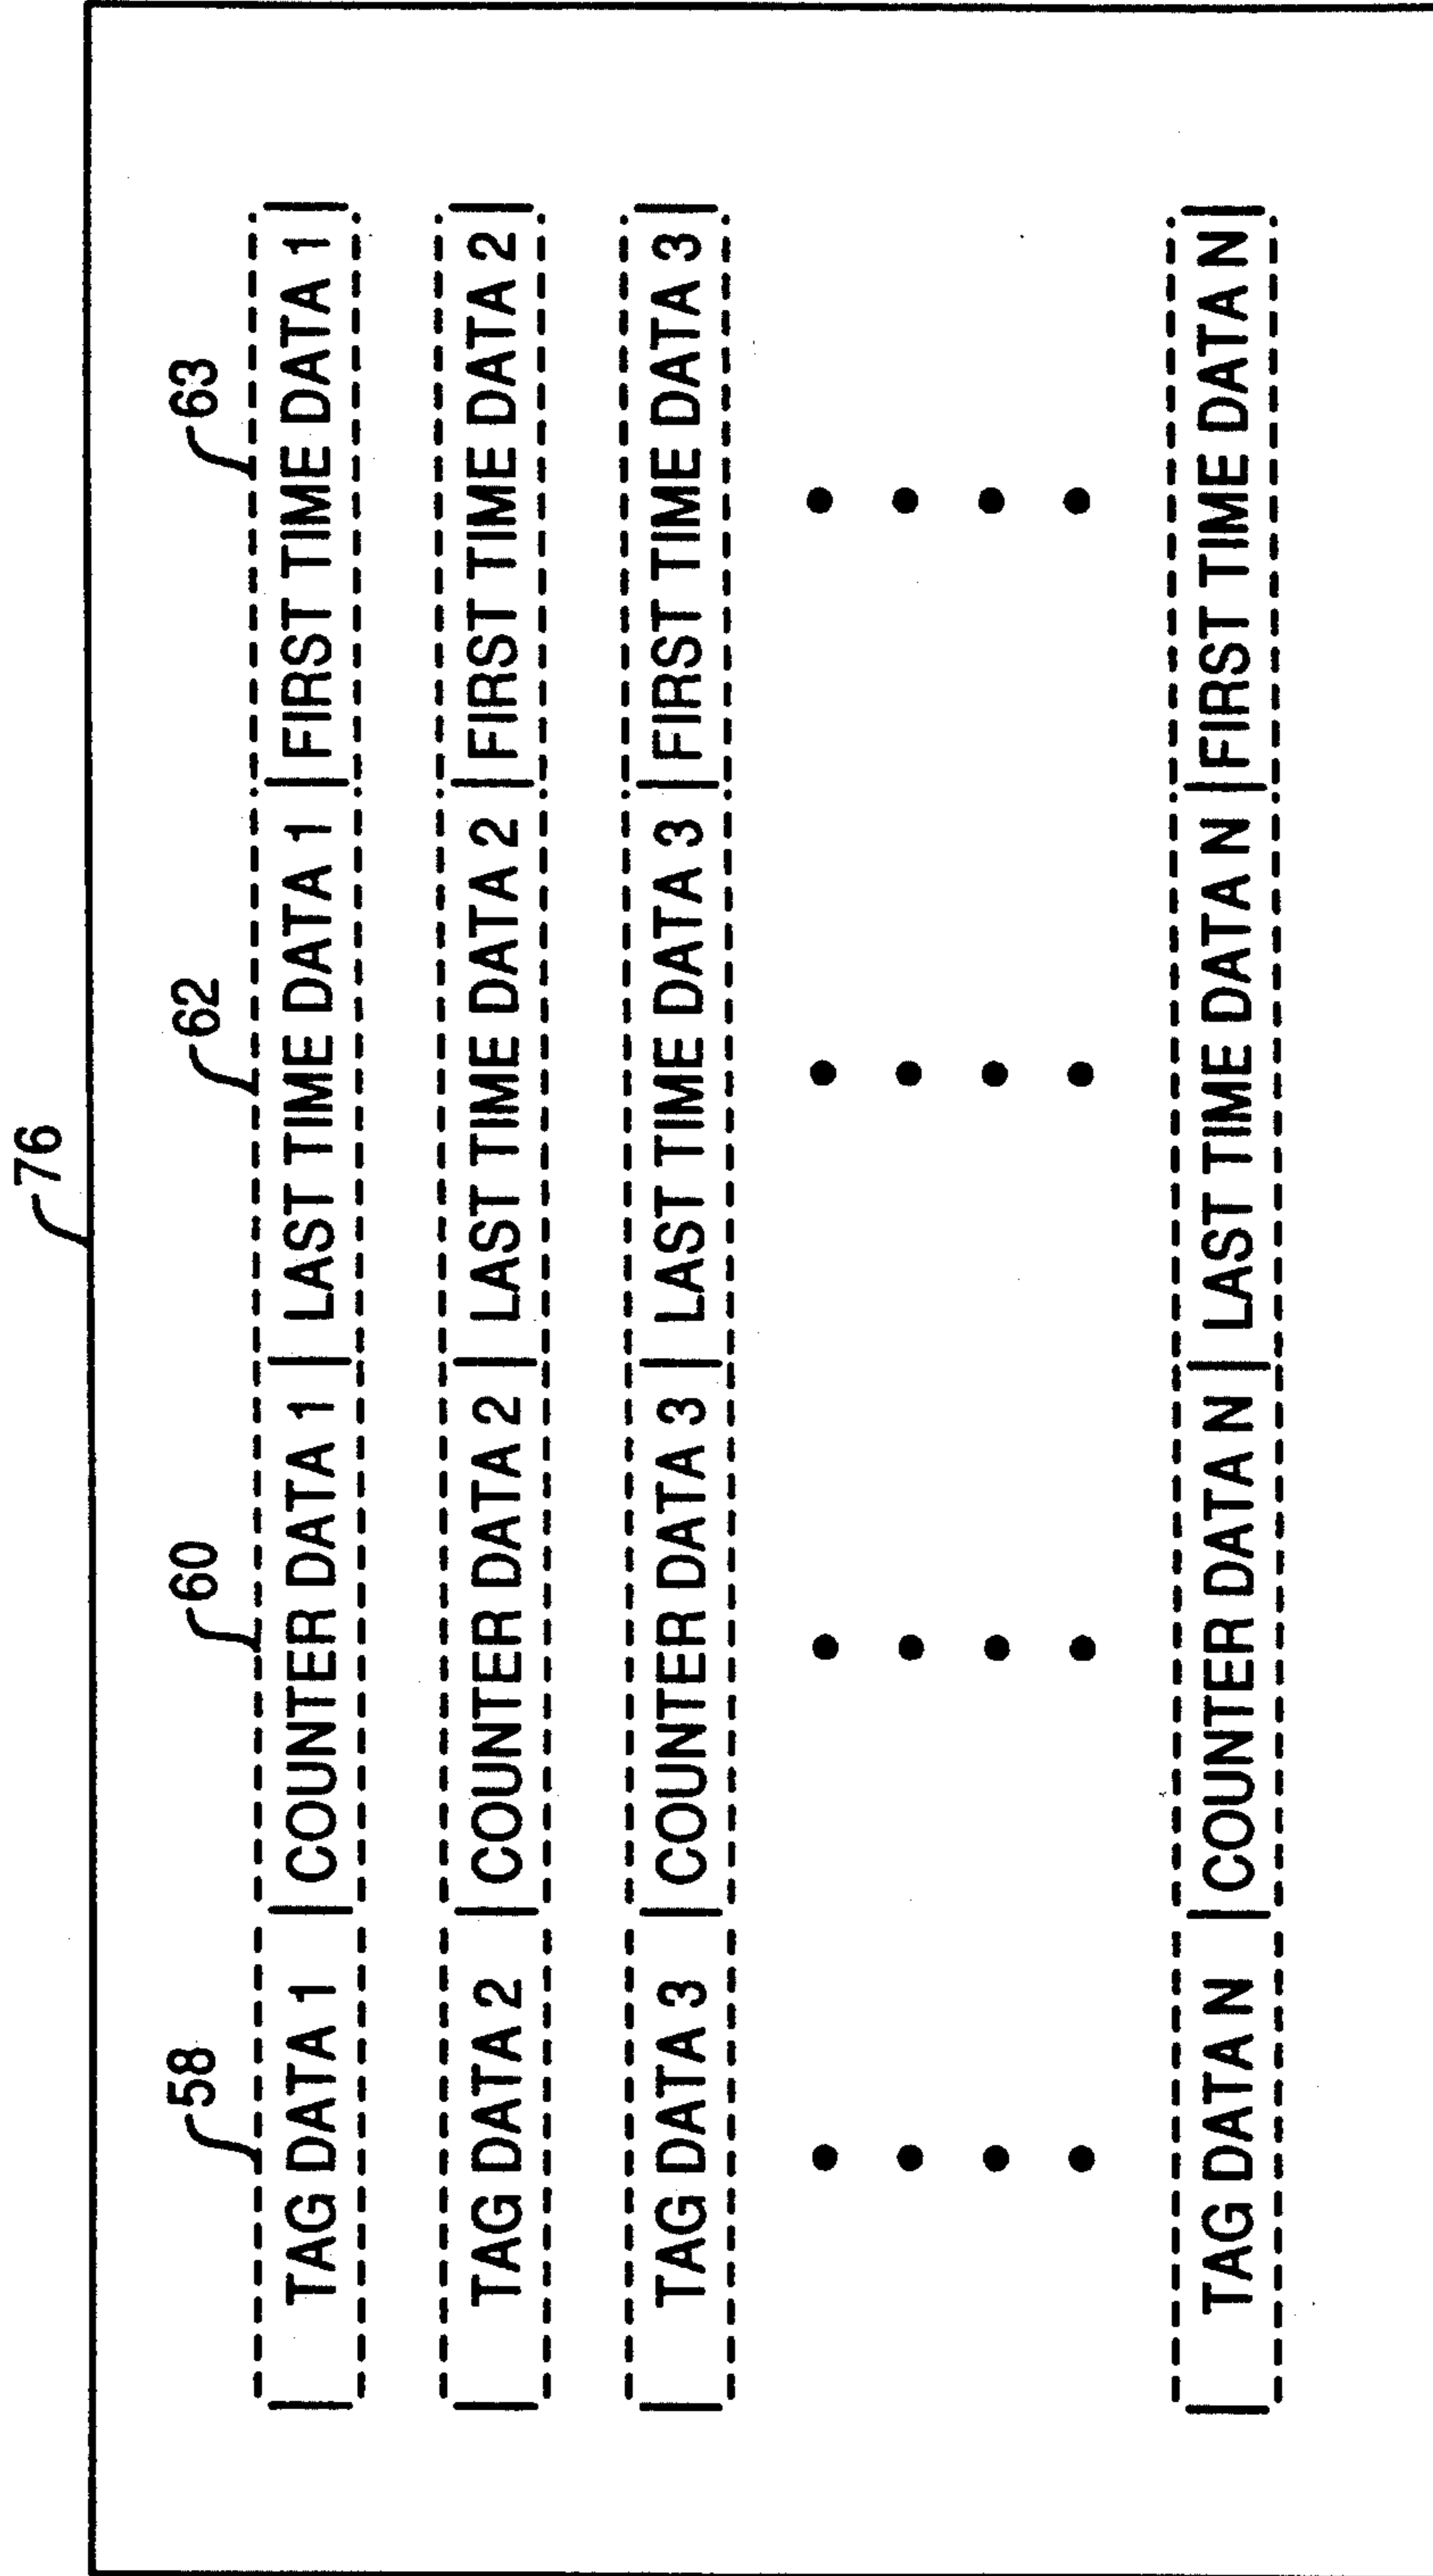 76
58 60 62 63
TAG DATA 1 COUNTER DATA 1 LAST TIME DATA 1 FIRST TIME DATA 1
TAG DATA 2 COUNTER DATA 2 LAST TIME DATA 2 FIRST TIME DATA 2
TAG DATA 3 COUNTER DATA 3 LAST TIME DATA 3 FIRST TIME DATA 3
TAG DATA N COUNTER DATA N LAST TIME DATA N FIRST TIME DATA N